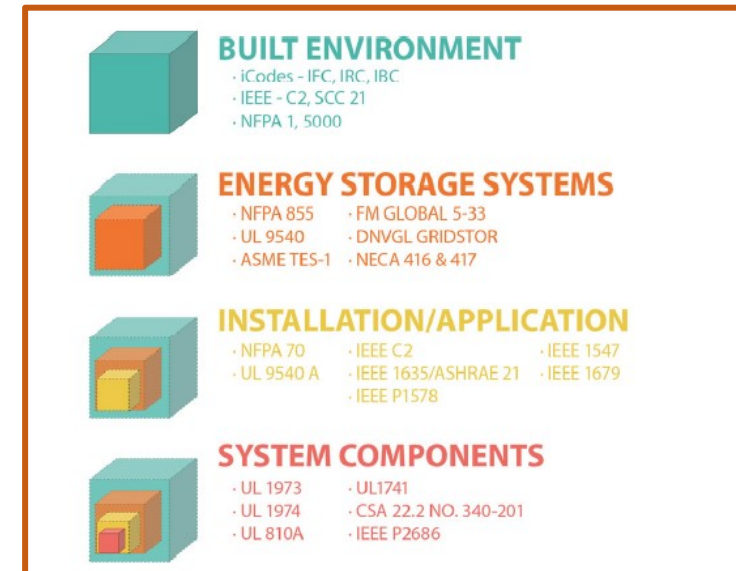 BUILT ENVIRONMENT
· iCodes - IFC, IRC, IBC
· IEEE - C2, SCC 21
· NFPA 1, 5000
ENERGY STORAGE SYSTEMS
· NFPA 855 · FM GLOBAL 5-33
· UL 9540 · DNVGL GRIDSTOR
· ASME TES-1 · NECA 416 & 417
INSTALLATION/APPLICATION
· NFPA 70 · IEEE C2 · IEEE 1547
· UL 9540 A · IEEE 1635/ASHRAE 21 · IEEE 1679
· IEEE P1578
SYSTEM COMPONENTS
· UL 1973 · UL1741
· UL 1974 · CSA 22.2 NO. 340-201
· UL 810A · IEEE P2686